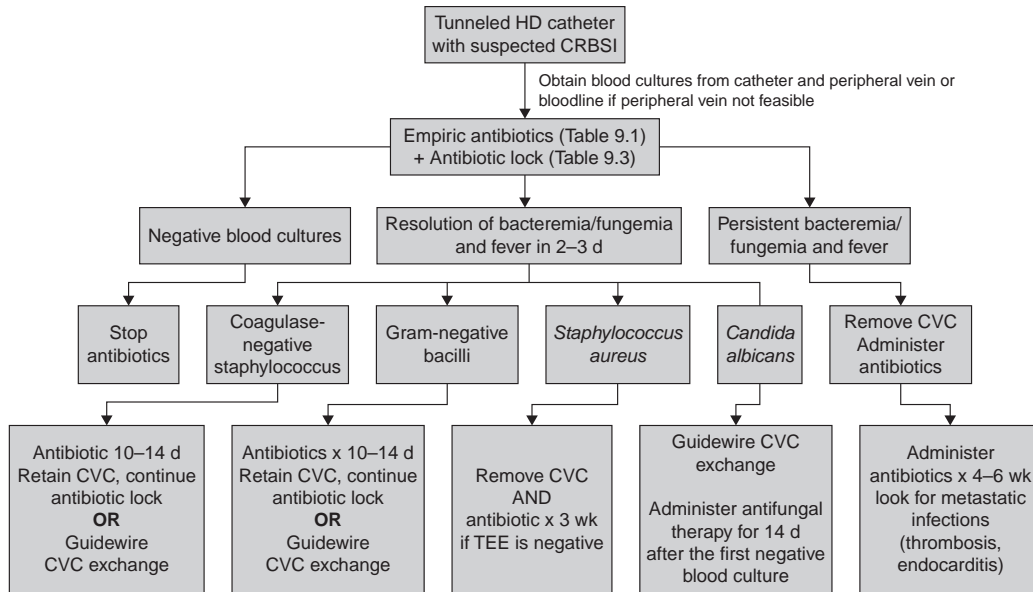 Tunneled HD catheter
with suspected CRBSI
Obtain blood cultures from catheter and peripheral vein or
bloodline if peripheral vein not feasible
Empiric antibiotics (Table 9.1)
+ Antibiotic lock (Table 9.3)
Negative blood cultures
Resolution of bacteremia/fungemia
and fever in 2–3 d
Persistent bacteremia/
fungemia and fever
Stop
antibiotics
Coagulase-
negative
staphylococcus
Gram-negative
bacilli
Staphylococcus
aureus
Candida
albicans
Remove CVC
Administer
antibiotics
Antibiotic 10–14 d
Retain CVC, continue
antibiotic lock
OR
Guidewire
CVC exchange
Antibiotics x 10–14 d
Retain CVC, continue
antibiotic lock
OR
Guidewire
CVC exchange
Remove CVC
AND
antibiotic x 3 wk
if TEE is negative
Guidewire CVC
exchange
Administer antifungal
therapy for 14 d
after the first negative
blood culture
Administer
antibiotics x 4–6 wk
look for metastatic
infections
(thrombosis,
endocarditis)